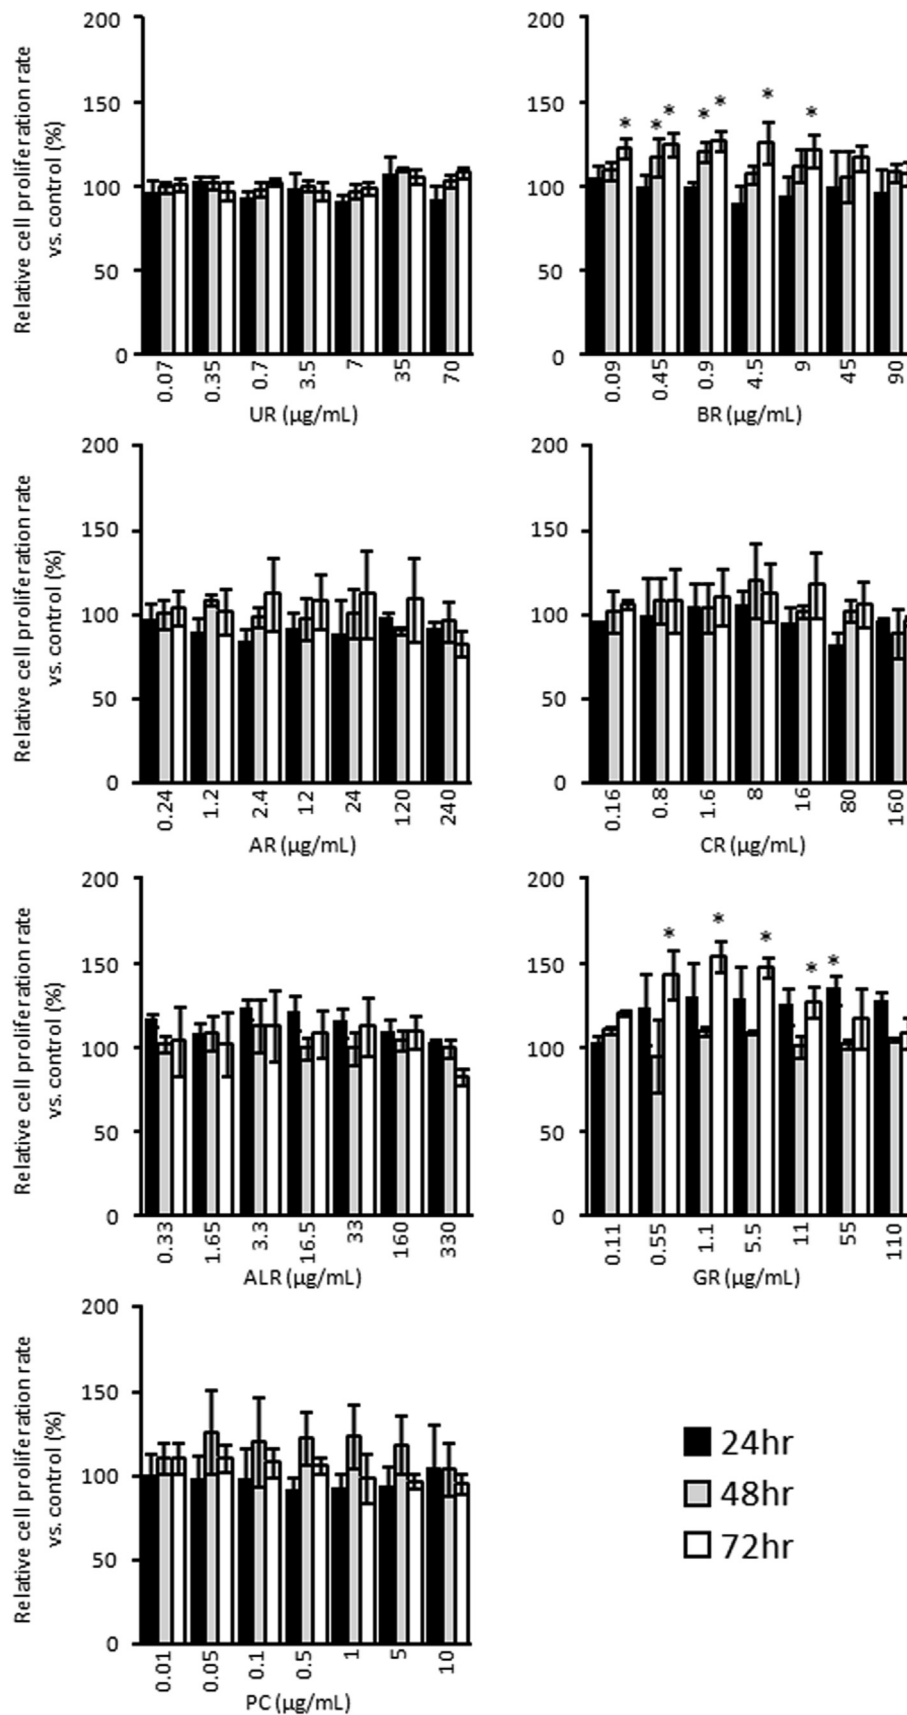 Relative cell proliferation rate
vs. control (%)
200
150
100
50
0
0.07 0.35 0.7 3.5 7 35 70
UR (µg/mL)
* * * * * * *
0.09 0.45 0.9 4.5 9 45 90
BR (µg/mL)
Relative cell proliferation rate
vs. control (%)
200
150
100
50
0
0.24 1.2 2.4 12 24 120 240
AR (µg/mL)
200
150
100
50
0
0.16 0.8 1.6 8 16 80 160
CR (µg/mL)
Relative cell proliferation rate
vs. control (%)
200
150
100
50
0
0.33 1.65 3.3 16.5 33 160 330
ALR (µg/mL)
200
150
100
50
0
* * * * *
0.11 0.55 1.1 5.5 11 55 110
GR (µg/mL)
Relative cell proliferation rate
vs. control (%)
200
150
100
50
0
0.01 0.05 0.1 0.5 1 5 10
PC (µg/mL)
24hr
48hr
72hr
200
150
100
50
0